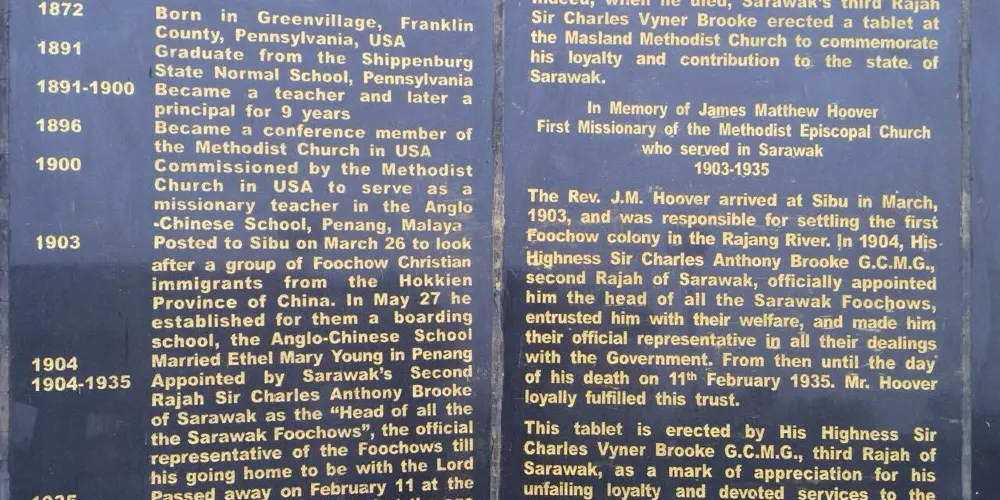 1872
Born in Greenvillage, Franklin
County, Pennsylvania, USA
1891
Graduate from the Shippenburg
State Normal School, Pennsylvania
1891-1900
Became a teacher and later a
principal for 9 years
1896
Became a conference member of
the Methodist Church in USA
1900
Commissioned by the Methodist
Church in USA to serve as a
missionary teacher in the Anglo
-Chinese School, Penang, Malaya
1903
Posted to Sibu on March 26 to look
after a group of Foochow Christian
immigrants from the Hokkien
Province of China. In May 27 he
established for them a boarding
school, the Anglo-Chinese School
1904
Married Ethel Mary Young in Penang
1904-1935
Appointed by Sarawak's Second
Rajah Sir Charles Anthony Brooke
of Sarawak as the "Head of all the
the Sarawak Foochows", the official
representative of the Foochows till
his going home to be with the Lord
1935
Passed away on February 11 at the
indeed, when he died, Sarawak's third Rajah
Sir Charles Vyner Brooke erected a tablet at
the Masland Methodist Church to commemorate
his loyalty and contribution to the state of
Sarawak.
In Memory of James Matthew Hoover
First Missionary of the Methodist Episcopal Church
who served in Sarawak
1903-1935
The Rev. J.M. Hoover arrived at Sibu in March,
1903, and was responsible for settling the first
Foochow colony in the Rajang River. In 1904, His
Highness Sir Charles Anthony Brooke G.C.M.G.,
second Rajah of Sarawak, officially appointed
him the head of all the Sarawak Foochows,
entrusted him with their welfare, and made him
their official representative in all their dealings
with the Government. From then until the day
of his death on 11th February 1935. Mr. Hoover
loyally fulfilled this trust.
This tablet is erected by His Highness Sir
Charles Vyner Brooke G.C.M.G., third Rajah of
Sarawak, as a mark of appreciation for his
unfailing loyalty and devoted services to the